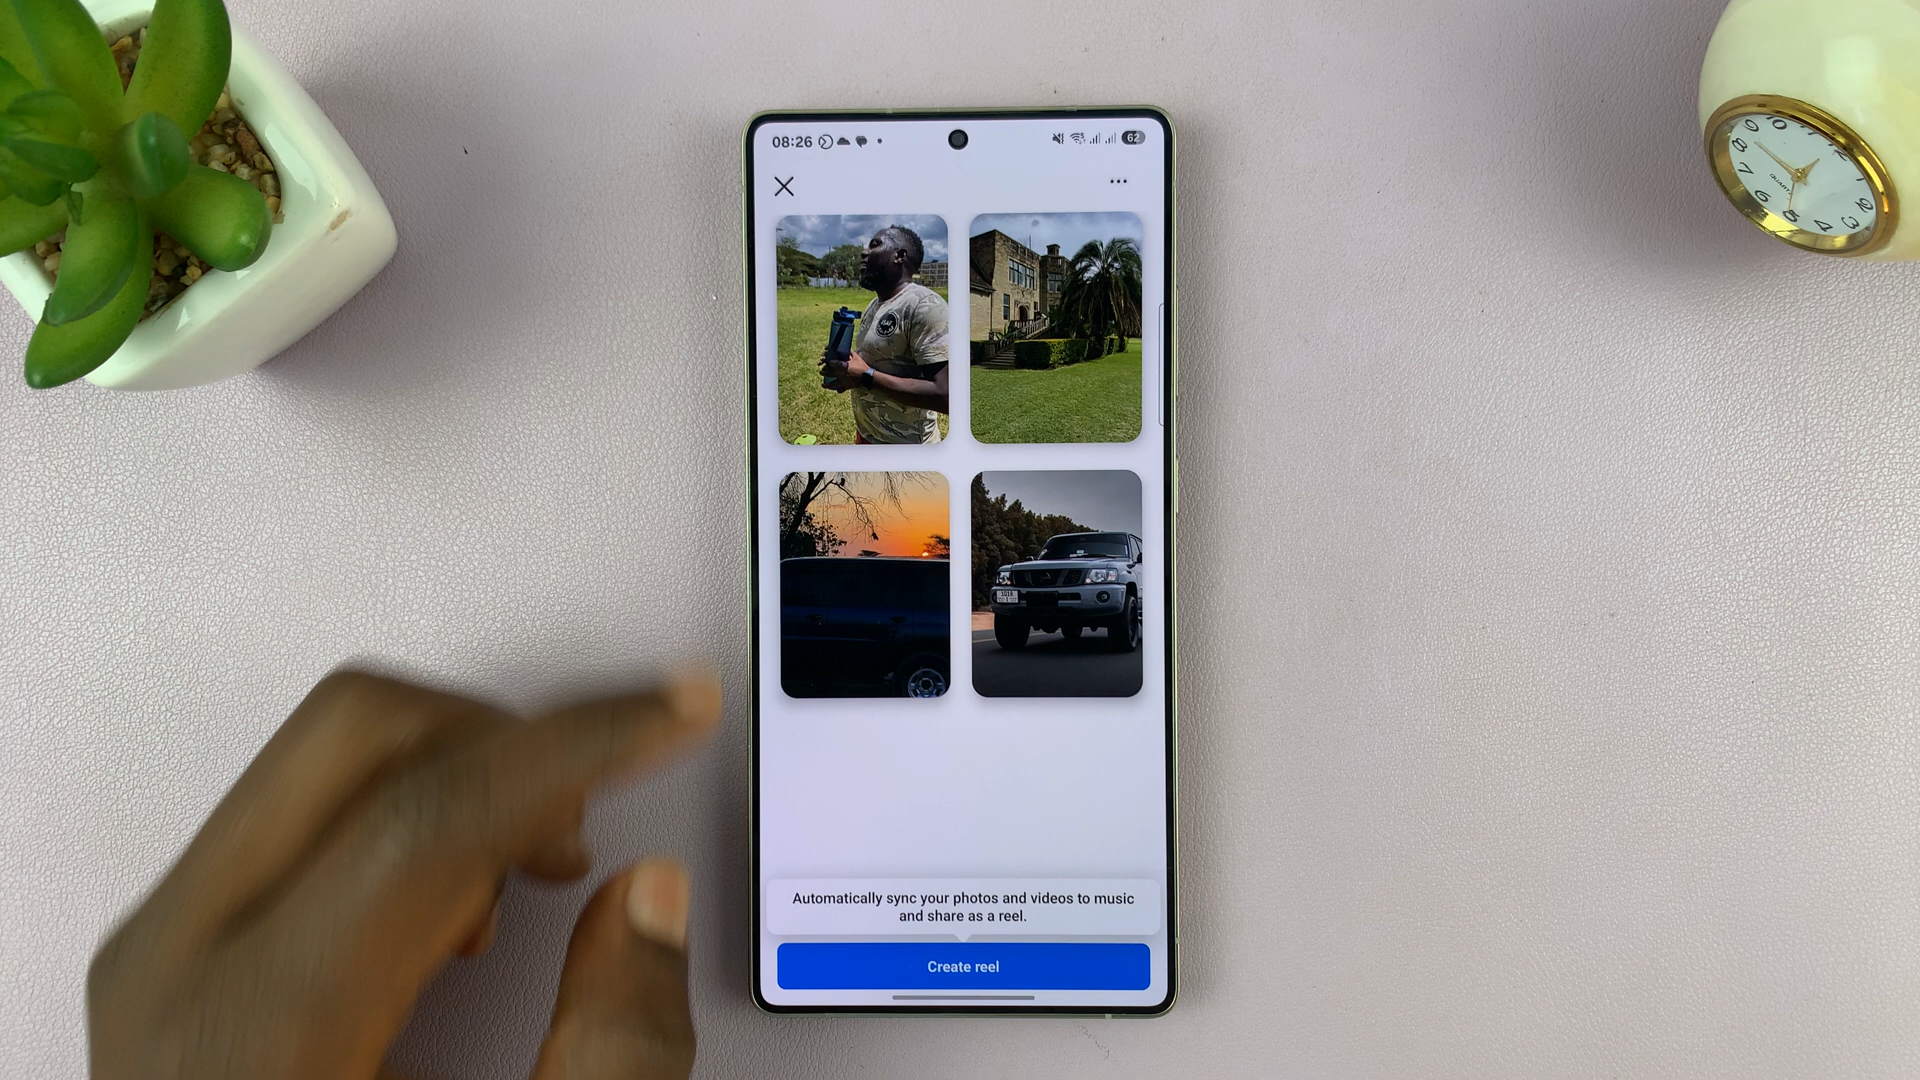 08:26
62
Automatically sync your photos and videos to music
and share as a reel.
Create reel